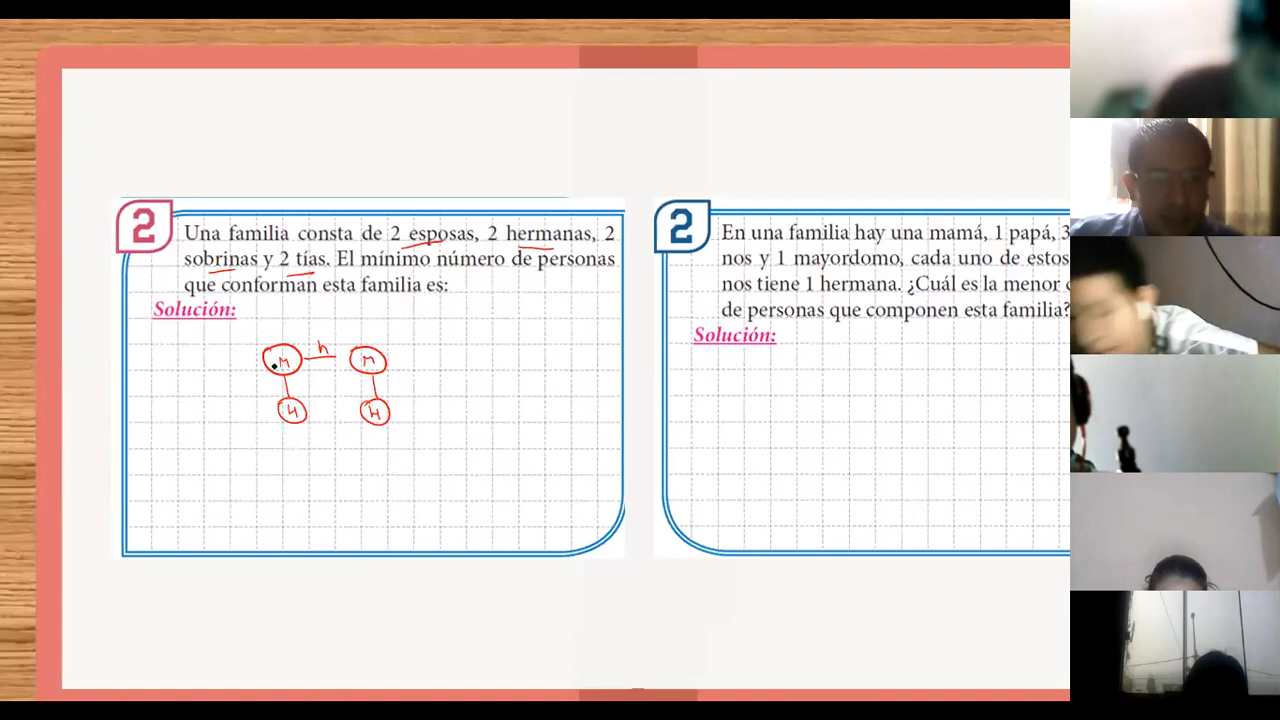 2
Una familia consta de 2 esposas, 2 hermanas, 2
sobrinas y 2 tías. El mínimo número de personas
que conforman esta familia es:
Solución:
M h M
H H
2
En una familia hay una mamá, 1 papá, 3
nos y 1 mayordomo, cada uno de estos
nos tiene 1 hermana. ¿Cuál es la menor
de personas que componen esta familia?
Solución: